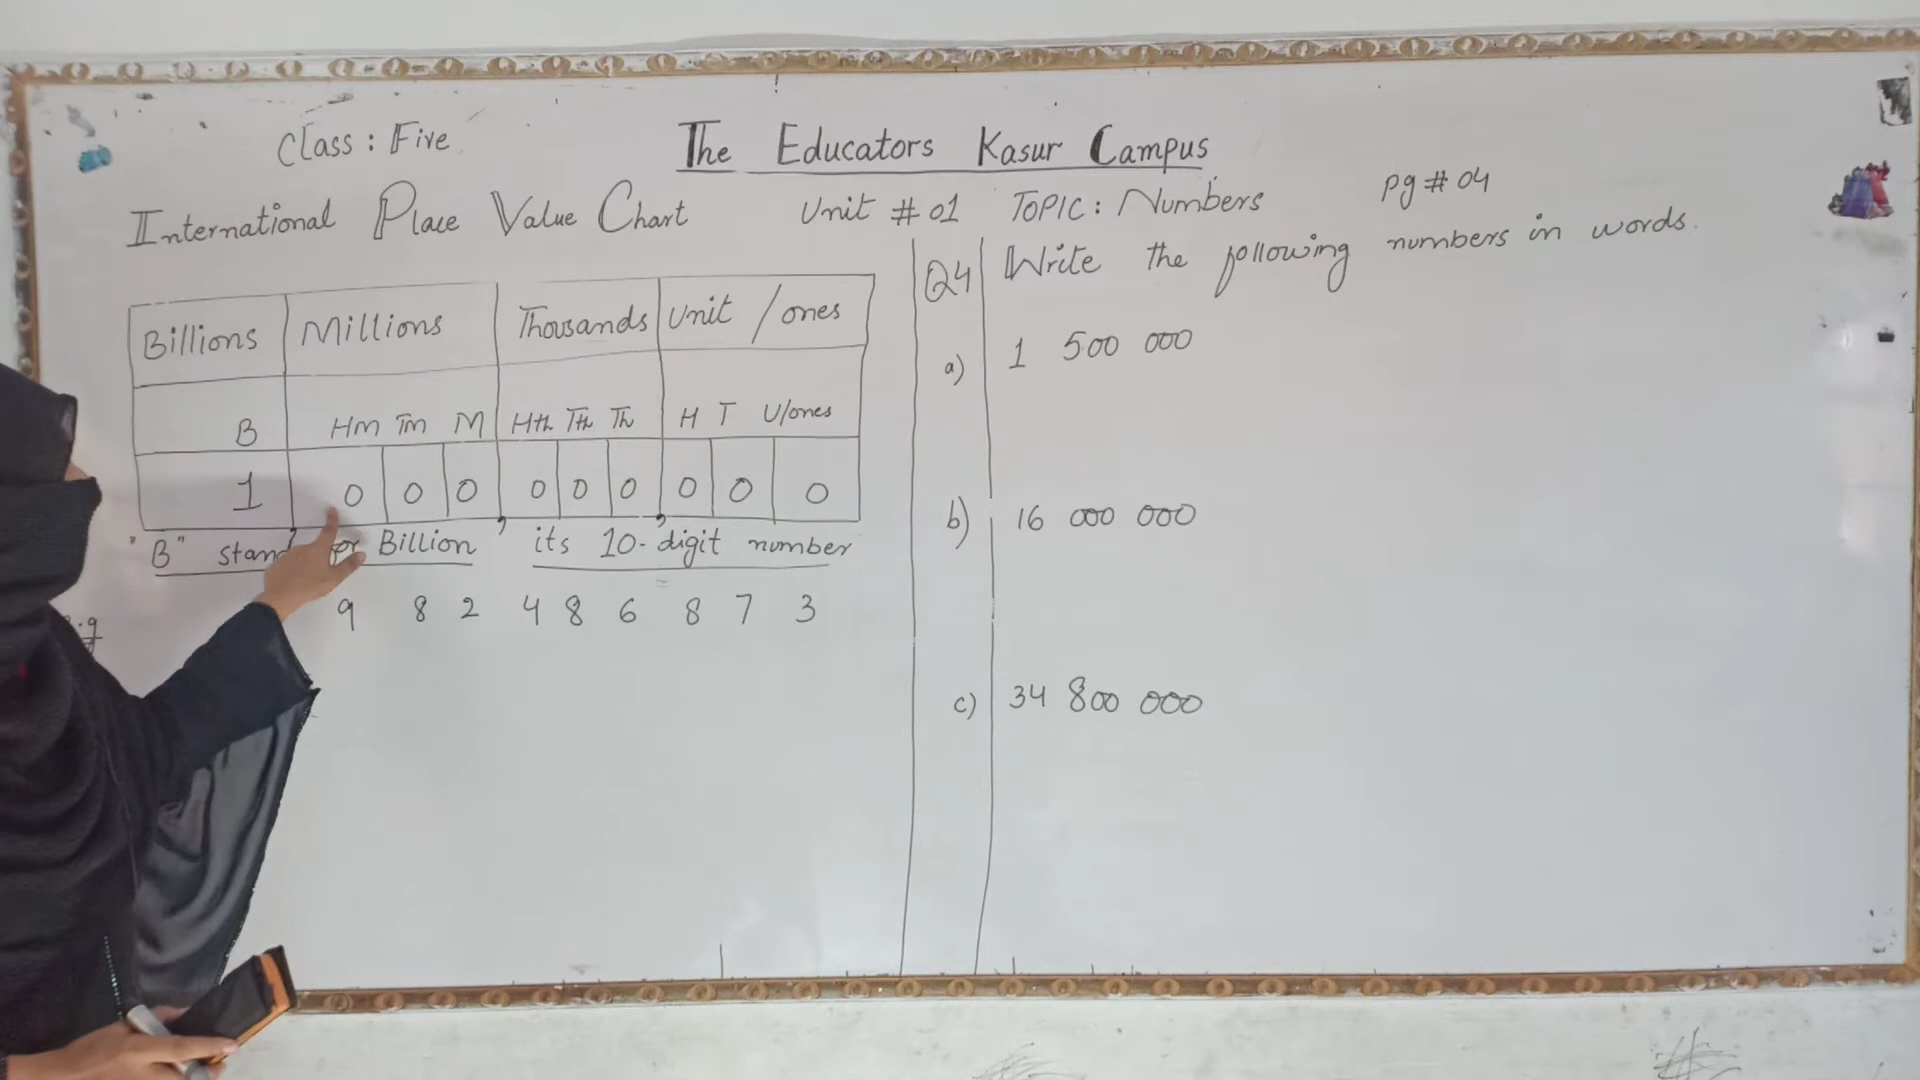 Class: Five
The Educators Kasur Campus
International Place Value Chart
Unit # 01 TOPIC: Numbers
pg # 04
Billions Millions Thousands Unit / ones
B Hm Tm M Hth Tth Th H T U/ones
1 0 0 0 , 0 0 0 , 0 0 0
"B" stand for Billion its 10-digit number
9 8 2 4 8 6 8 7 3
Q4 Write the following numbers in words.
a) 1 500 000
b) 16 000 000
c) 34 800 000